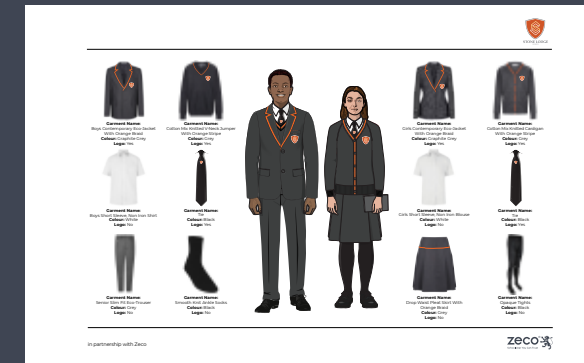 STONE LODGE
Garment Name:
Boys Contemporary Eco-Jacket
With Orange Braid
Colour: Graphite Grey
Logo: Yes
Garment Name:
Cotton Mix Knitted V-Neck Jumper
With Orange Stripe
Colour: Grey
Logo: Yes
Garment Name:
Girls Contemporary Eco-Jacket
With Orange Braid
Colour: Graphite Grey
Logo: Yes
Garment Name:
Cotton Mix Knitted Cardigan
With Orange Stripe
Colour: Grey
Logo: Yes
Garment Name:
Boys Short Sleeve, Non Iron Shirt
Colour: White
Logo: No
Garment Name:
Tie
Colour: Black
Logo: Yes
Garment Name:
Girls Short Sleeve, Non Iron Blouse
Colour: White
Logo: No
Garment Name:
Tie
Colour: Black
Logo: Yes
Garment Name:
Senior Slim Fit Eco-Trouser
Colour: Grey
Logo: No
Garment Name:
Smooth Knit Ankle Socks
Colour: Black
Logo: No
Garment Name:
Drop Waist Pleat Skirt With
Orange Braid
Colour: Grey
Logo: No
Garment Name:
Opaque Tights
Colour: Black
Logo: No
in partnership with Zeco
zeco